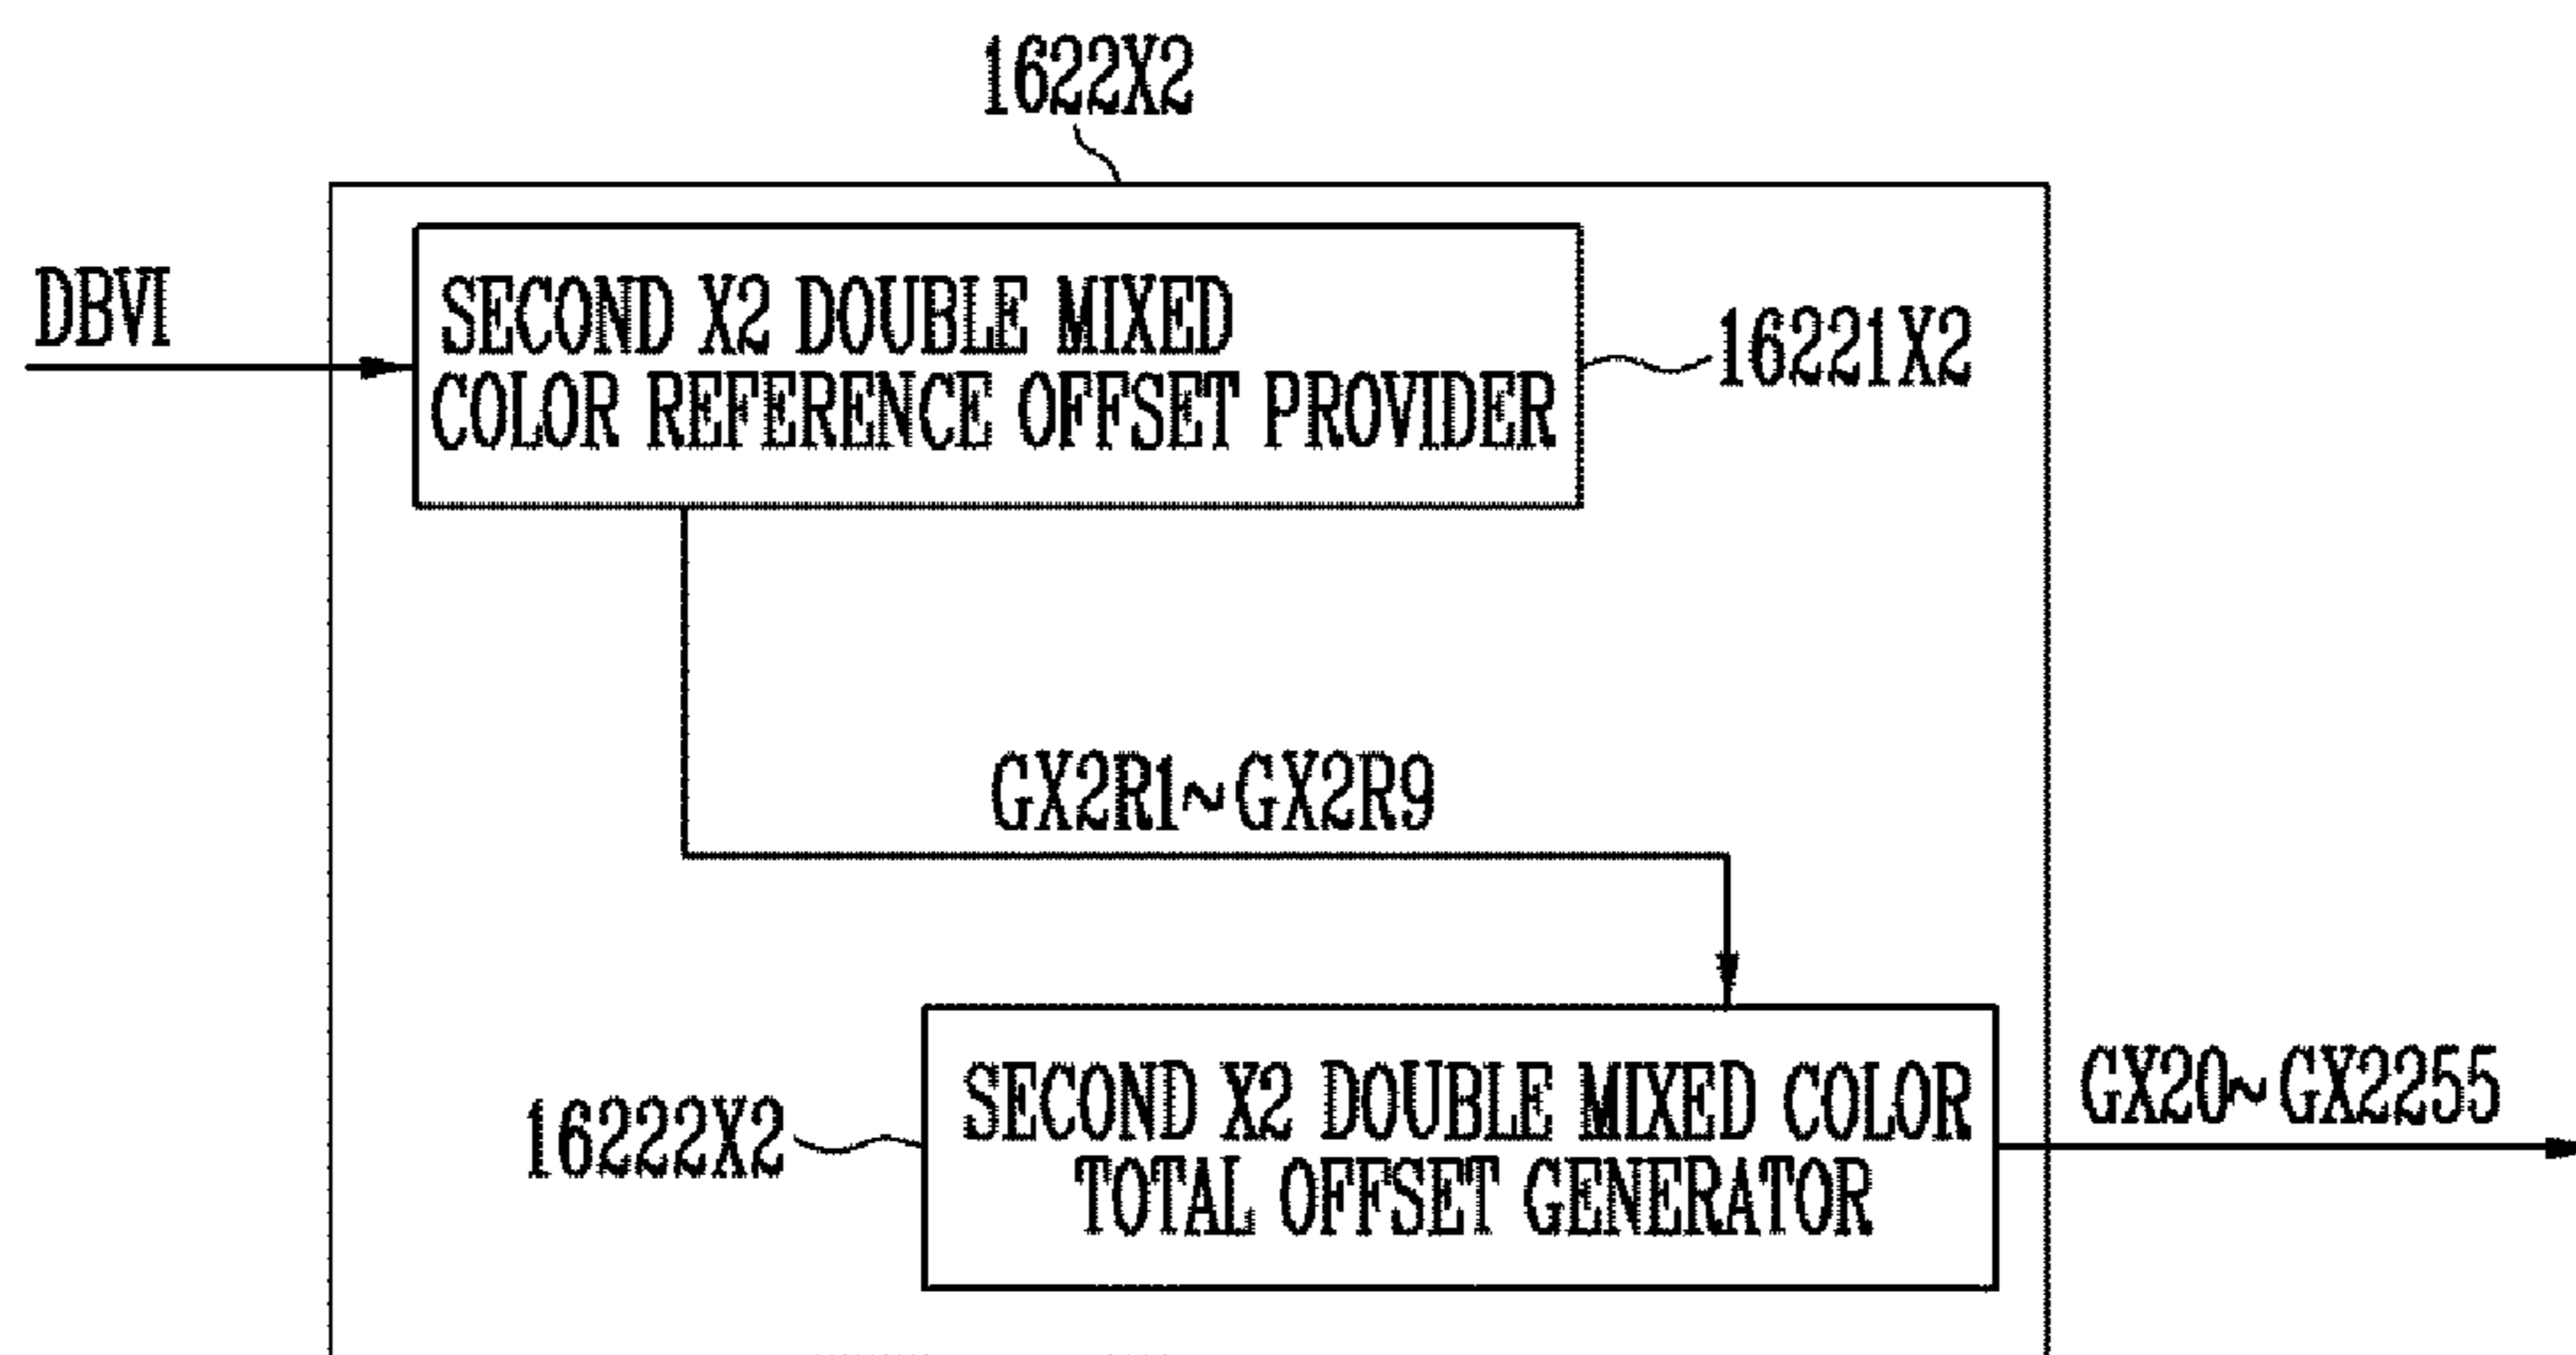 1622X2
DBVI
SECOND X2 DOUBLE MIXED
COLOR REFERENCE OFFSET PROVIDER
16221X2
GX2R1~GX2R9
SECOND X2 DOUBLE MIXED COLOR
TOTAL OFFSET GENERATOR
16222X2
GX20~GX2255